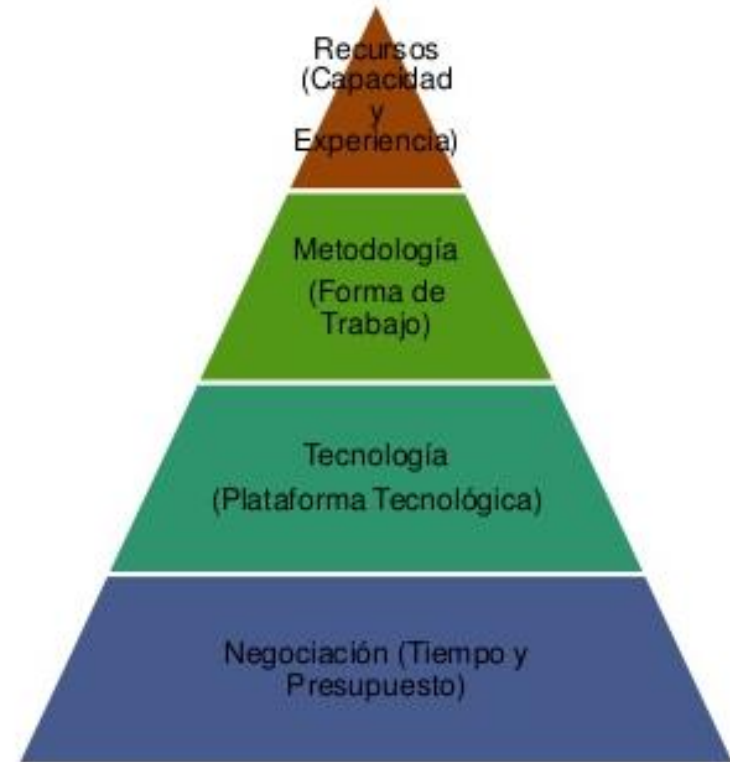 Recursos
(Capacidad
y
Experiencia)
Metodología
(Forma de
Trabajo)
Tecnología
(Plataforma Tecnológica)
Negociación (Tiempo y
Presupuesto)